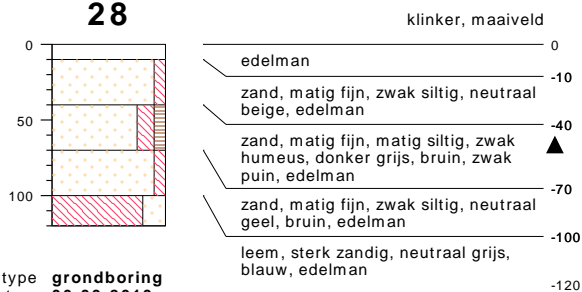 28
klinker, maaiveld
0
0
edelman
-10
zand, matig fijn, zwak siltig, neutraal
beige, edelman
-40
50
zand, matig fijn, matig siltig, zwak
humeus, donker grijs, bruin, zwak
puin, edelman
-70
100
zand, matig fijn, zwak siltig, neutraal
geel, bruin, edelman
-100
leem, sterk zandig, neutraal grijs,
blauw, edelman
-120
type grondboring